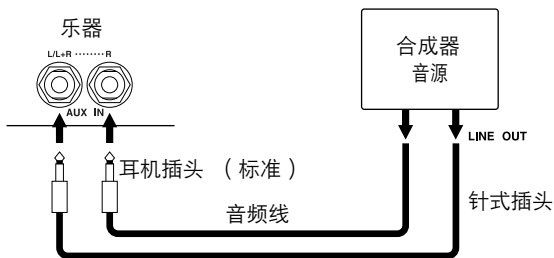 乐器
L/L+R ········ R
AUX IN
合成器
音源
LINE OUT
耳机插头 （标准）
音频线
针式插头